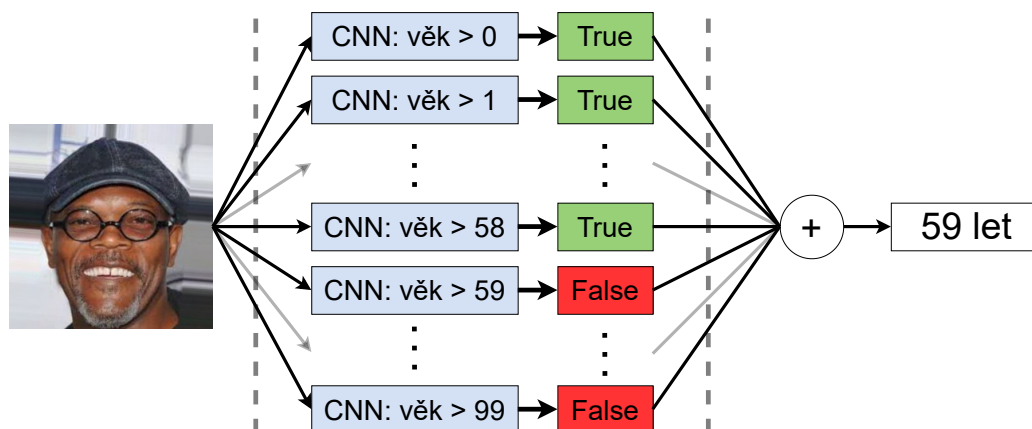 CNN: věk > 0
True
CNN: věk > 1
True
CNN: věk > 58
True
+
59 let
CNN: věk > 59
False
CNN: věk > 99
False